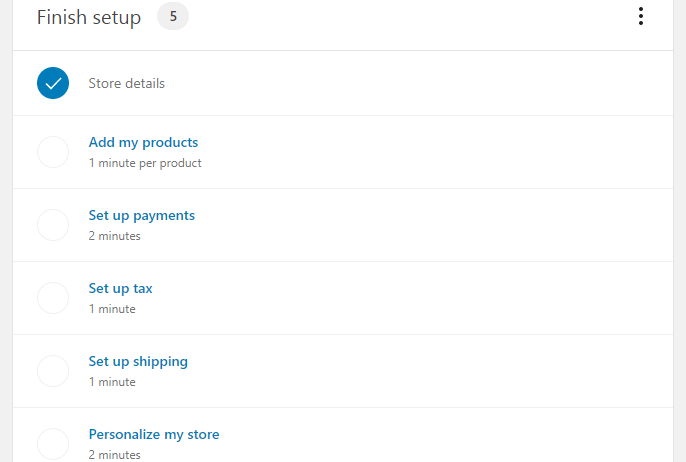 Finish setup 5
Store details
Add my products
1 minute per product
Set up payments
2 minutes
Set up tax
1 minute
Set up shipping
1 minute
Personalize my store
2 minutes